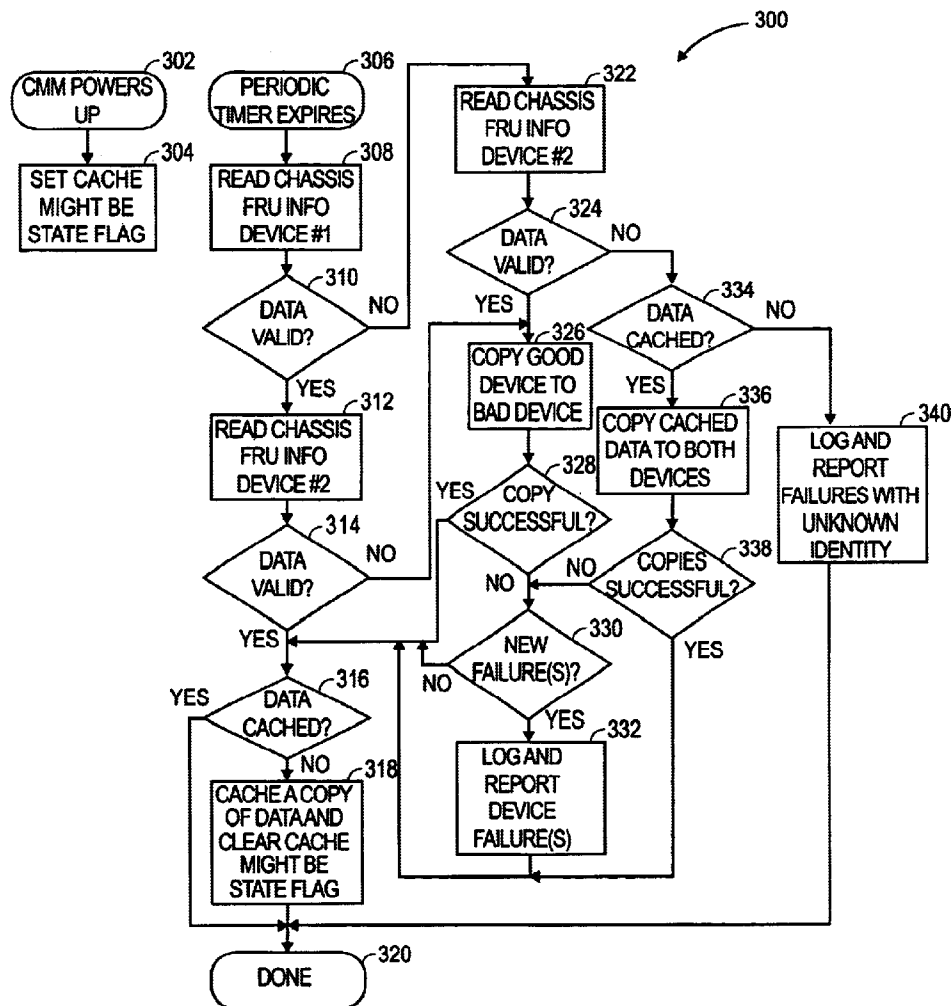 300
302
CMM POWERS
UP
304
SET CACHE
MIGHT BE
STATE FLAG
306
PERIODIC
TIMER EXPIRES
308
READ CHASSIS
FRU INFO
DEVICE #1
310
DATA
VALID?
NO
YES
312
READ CHASSIS
FRU INFO
DEVICE #2
314
DATA
VALID?
NO
YES
316
DATA
CACHED?
YES
NO
318
CACHE A COPY
OF DATA AND
CLEAR CACHE
MIGHT BE
STATE FLAG
320
DONE
322
READ CHASSIS
FRU INFO
DEVICE #2
324
DATA
VALID?
NO
YES
326
COPY GOOD
DEVICE TO
BAD DEVICE
328
COPY
SUCCESSFUL?
YES
NO
330
NEW
FAILURE(S)?
NO
YES
332
LOG AND
REPORT
DEVICE
FAILURE(S)
334
DATA
CACHED?
NO
YES
336
COPY CACHED
DATA TO BOTH
DEVICES
338
COPIES
SUCCESSFUL?
NO
YES
340
LOG AND
REPORT
FAILURES WITH
UNKNOWN
IDENTITY